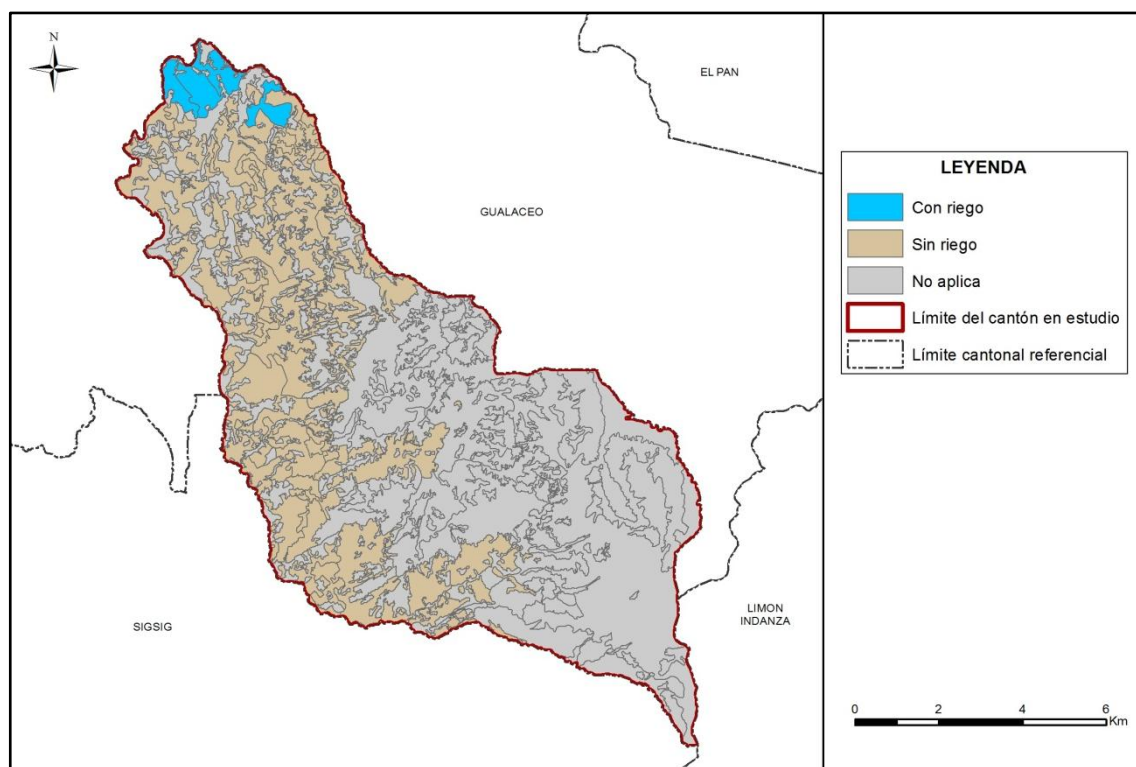 N
EL PAN
GUALACEO
SIGSIG
LIMON
INDANZA
LEYENDA
Con riego
Sin riego
No aplica
Límite del cantón en estudio
Límite cantonal referencial
0 2 4 6
Km